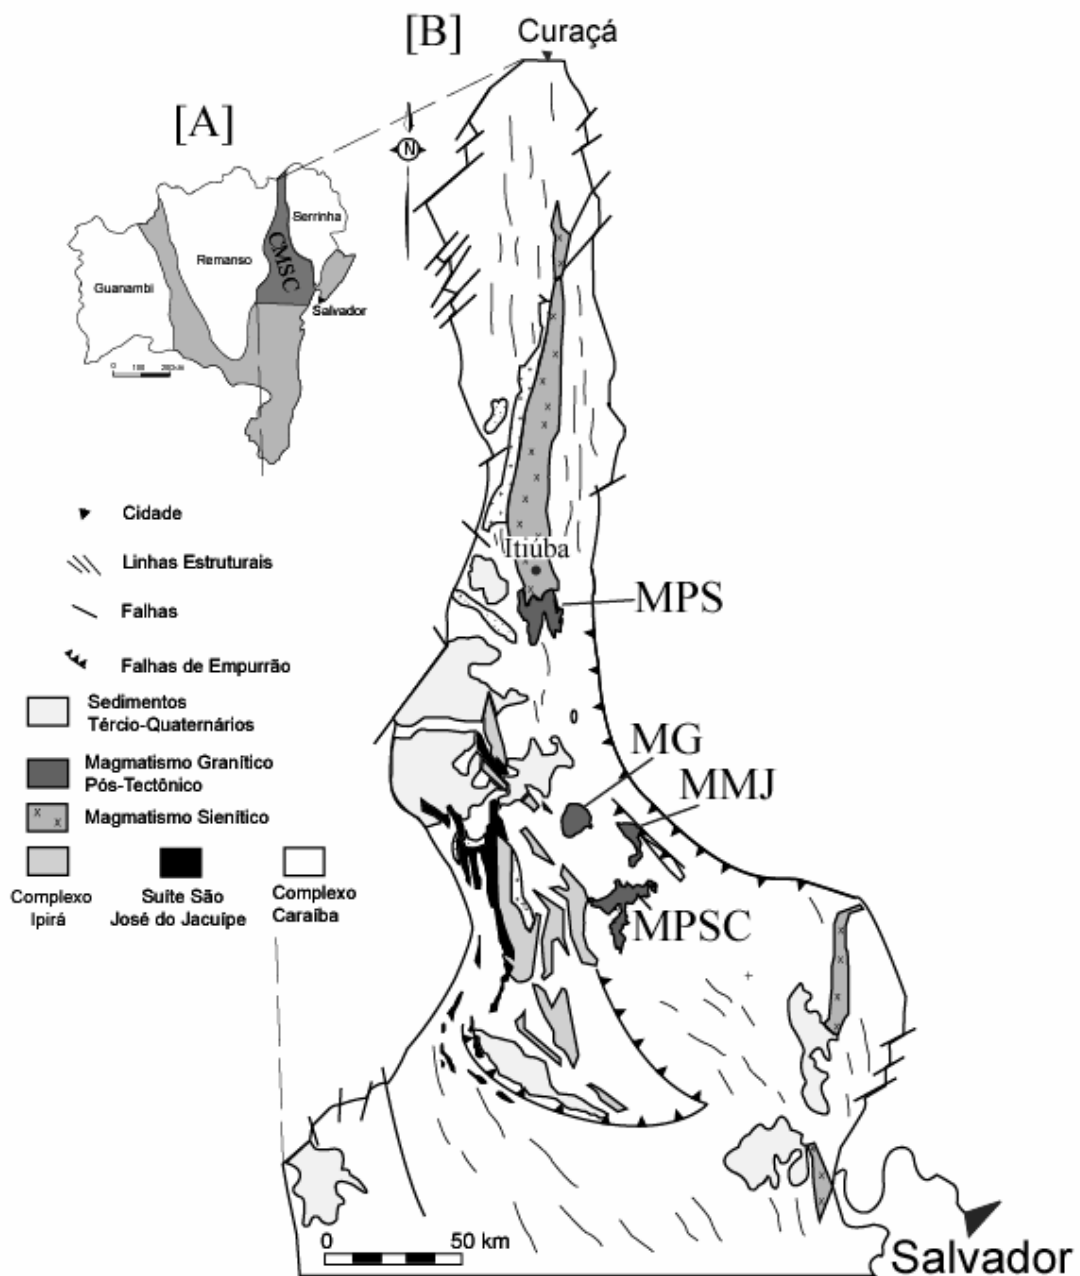 [B]
Curaçá
[A]
N
Serrinha
CMSC
Remanso
Guanambi
Salvador
0 100
Itiúba
MPS
MG
MMJ
MPSC
Cidade
Linhas Estruturais
Falhas
Falhas de Empurrão
Sedimentos
Tércio-Quaternários
Magmatismo Granítico
Pós-Tectônico
Magmatismo Sienítico
Complexo
Ipirá
Suíte São
José do Jacuípe
Complexo
Caraíba
0 50 km
Salvador